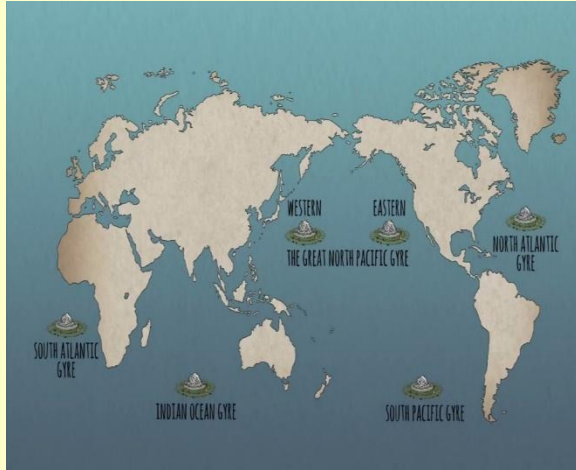 WESTERN
EASTERN
THE GREAT NORTH PACIFIC GYRE
NORTH ATLANTIC
GYRE
SOUTH ATLANTIC
GYRE
INDIAN OCEAN GYRE
SOUTH PACIFIC GYRE